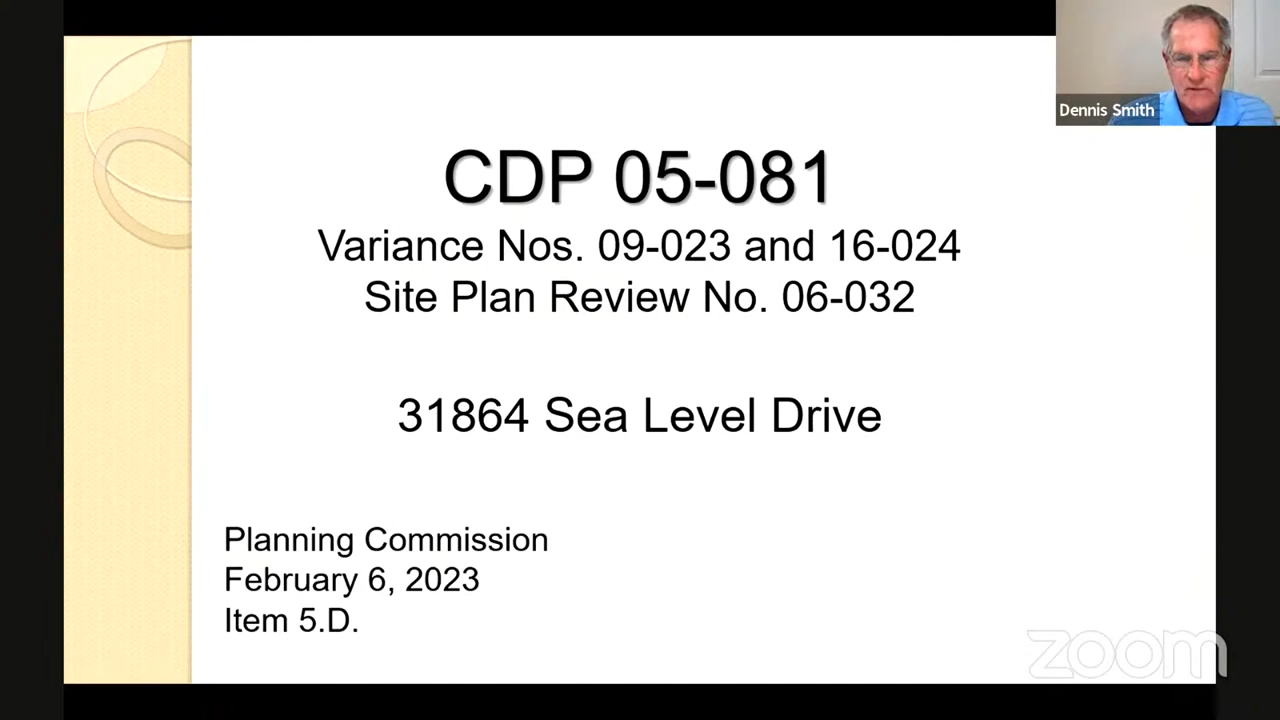 Dennis Smith
CDP 05-081
Variance Nos. 09-023 and 16-024
Site Plan Review No. 06-032
31864 Sea Level Drive
Planning Commission
February 6, 2023
Item 5.D.
zoom